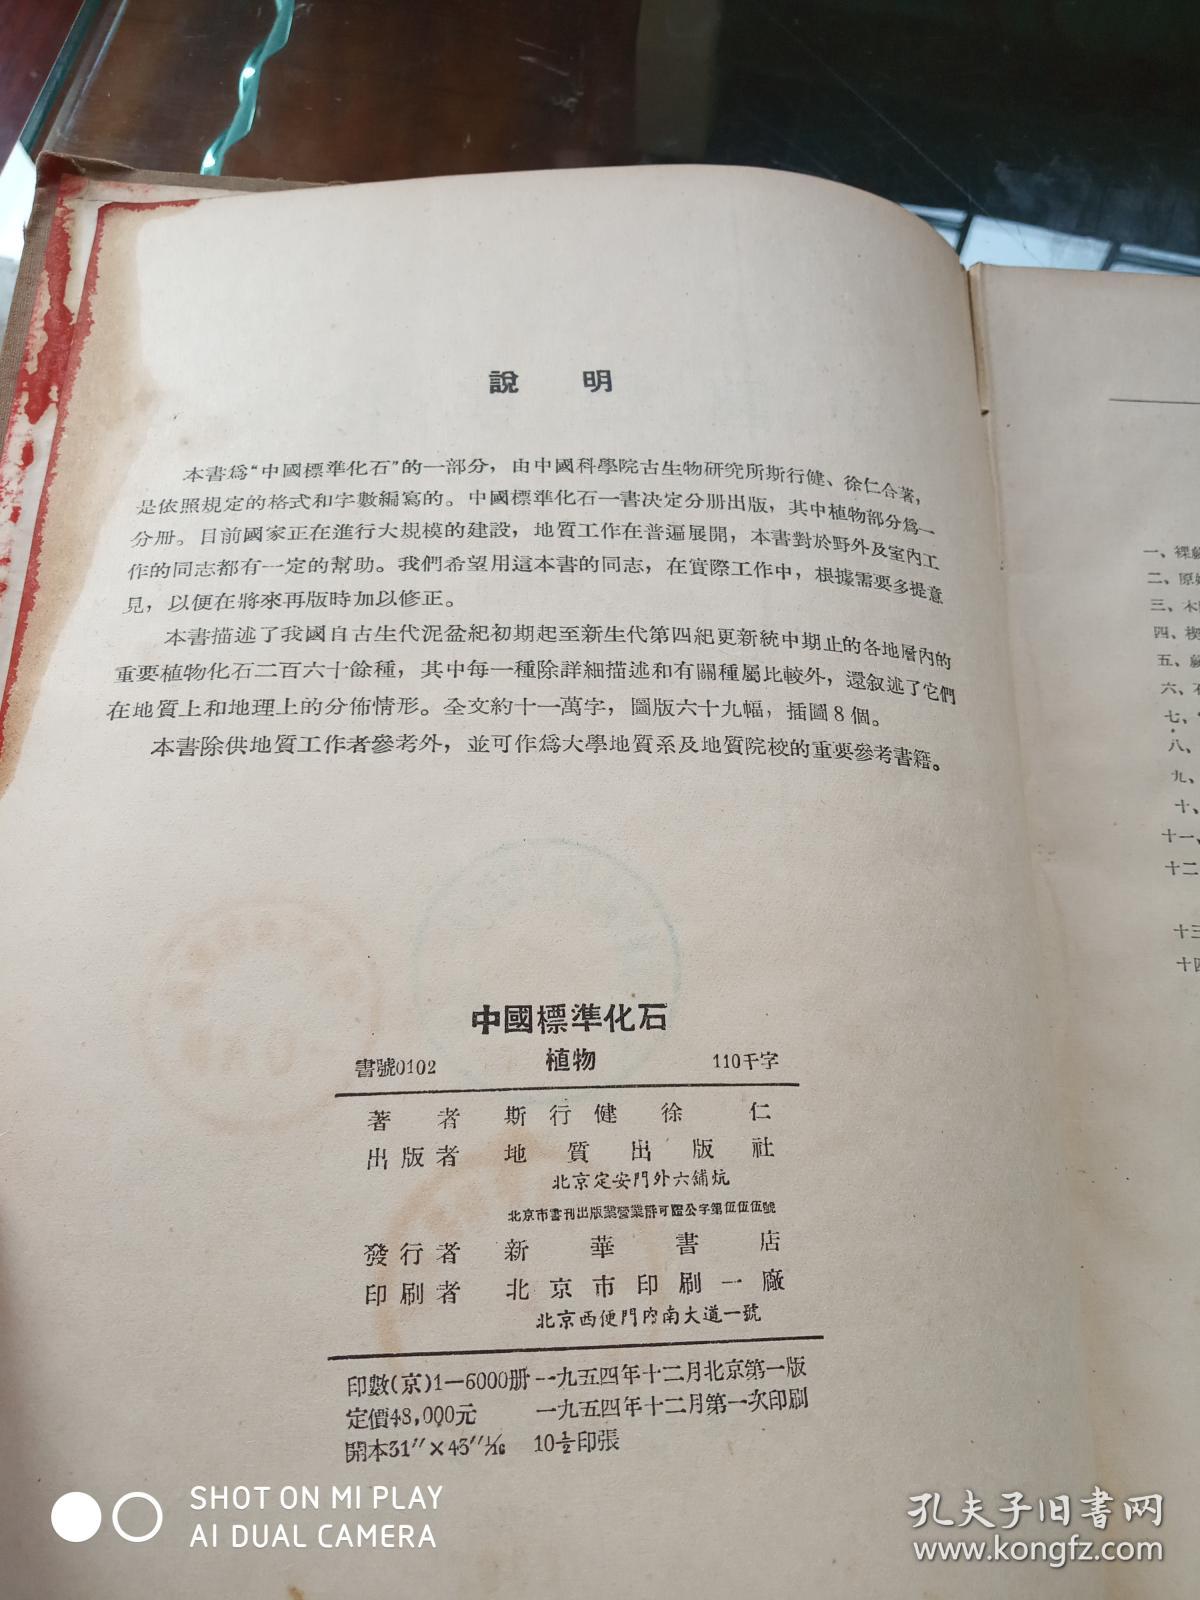 說 明
本書爲“中國標準化石”的一部分，由中國科學院古生物研究所斯行健、徐仁合著，
是依照規定的格式和字數編寫的。中國標準化石一書决定分册出版，其中植物部分爲一
分册。目前國家正在進行大規模的建設，地質工作在普遍展開，本書對於野外及室內工
作的同志都有一定的幫助。我們希望用這本書的同志，在實際工作中，根據需要多提意
見，以便在將來再版時加以修正。
本書描述了我國自古生代泥盆紀初期起至新生代第四紀更新統中期止的各地層內的
重要植物化石二百六十餘種，其中每一種除詳細描述和有關種屬比較外，還叙述了它們
在地質上和地理上的分佈情形。全文約十一萬字，圖版六十九幅，插圖8個。
本書除供地質工作者參考外，並可作爲大學地質系及地質院校的重要參考書籍。
中國標準化石
書號0102 植物 110千字
著 者 斯行健 徐 仁
出版者 地質出版社
北京定安門外六鋪炕
北京市書刊出版業營業許可證公字第伍伍伍號
發行者 新華書店
印刷者 北京市印刷一廠
北京西便門內南大道一號
印數(京)1—6000册 一九五四年十二月北京第一版
定價48,000元 一九五四年十二月第一次印刷
開本31"×43"1/16 10½印張
一、裸
二、原
三、木
四、楔
五、
六、
七、
八、
九、
十、
十一、
十二
十三
十四
SHOT ON MI PLAY
AI DUAL CAMERA
孔夫子旧书网
www.kongfz.com